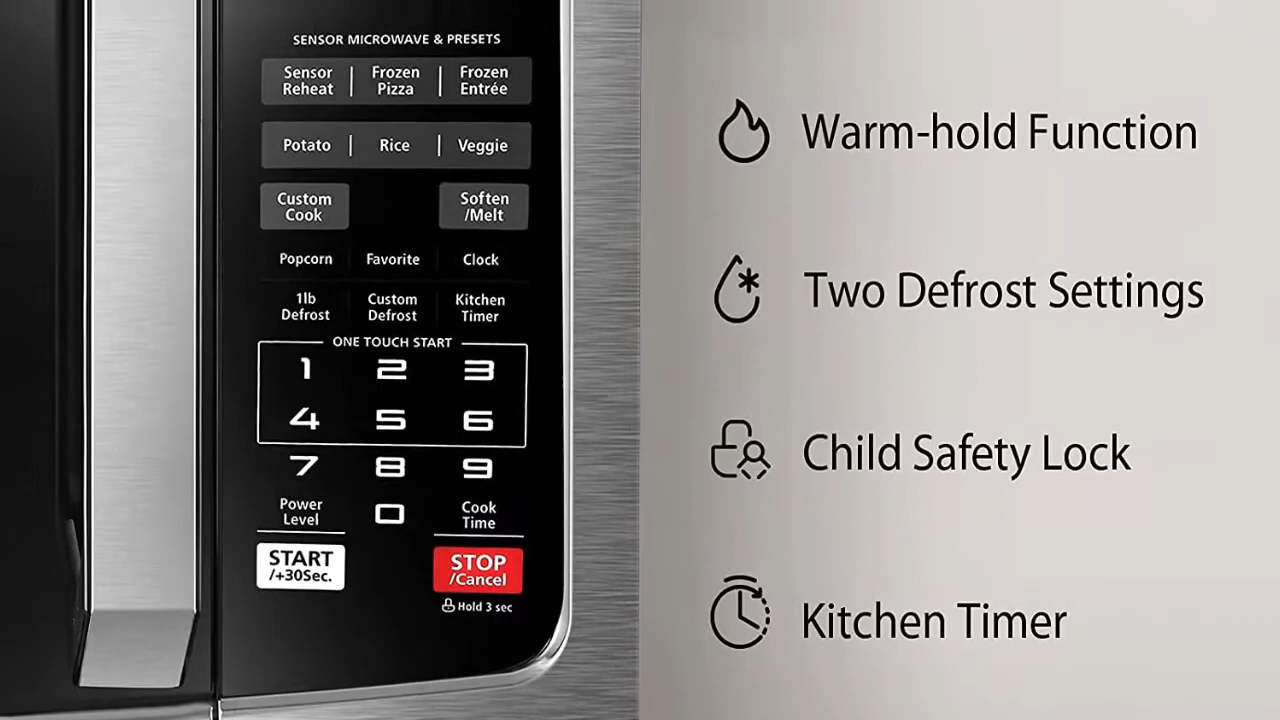 SENSOR MICROWAVE & PRESETS
Sensor Reheat | Frozen Pizza | Frozen Entrée
Potato | Rice | Veggie
Custom Cook
Soften /Melt
Popcorn Favorite Clock
1lb Defrost
Custom Defrost
Kitchen Timer
ONE TOUCH START
1 2 3
4 5 6
7 8 9
Power Level
0
Cook Time
START /+30Sec.
STOP /Cancel
Hold 3 sec
Warm-hold Function
Two Defrost Settings
Child Safety Lock
Kitchen Timer